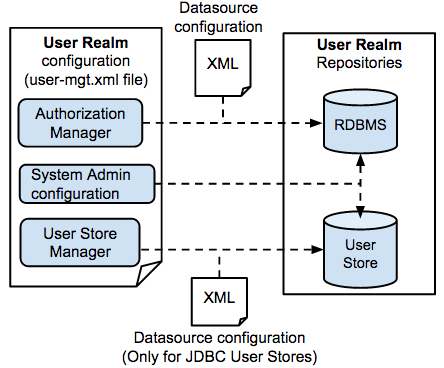 Datasource
configuration
User Realm
configuration
(user-mgt.xml file)
XML
User Realm
Repositories
Authorization
Manager
RDBMS
System Admin
configuration
User Store
Manager
User
Store
XML
Datasource configuration
(Only for JDBC User Stores)